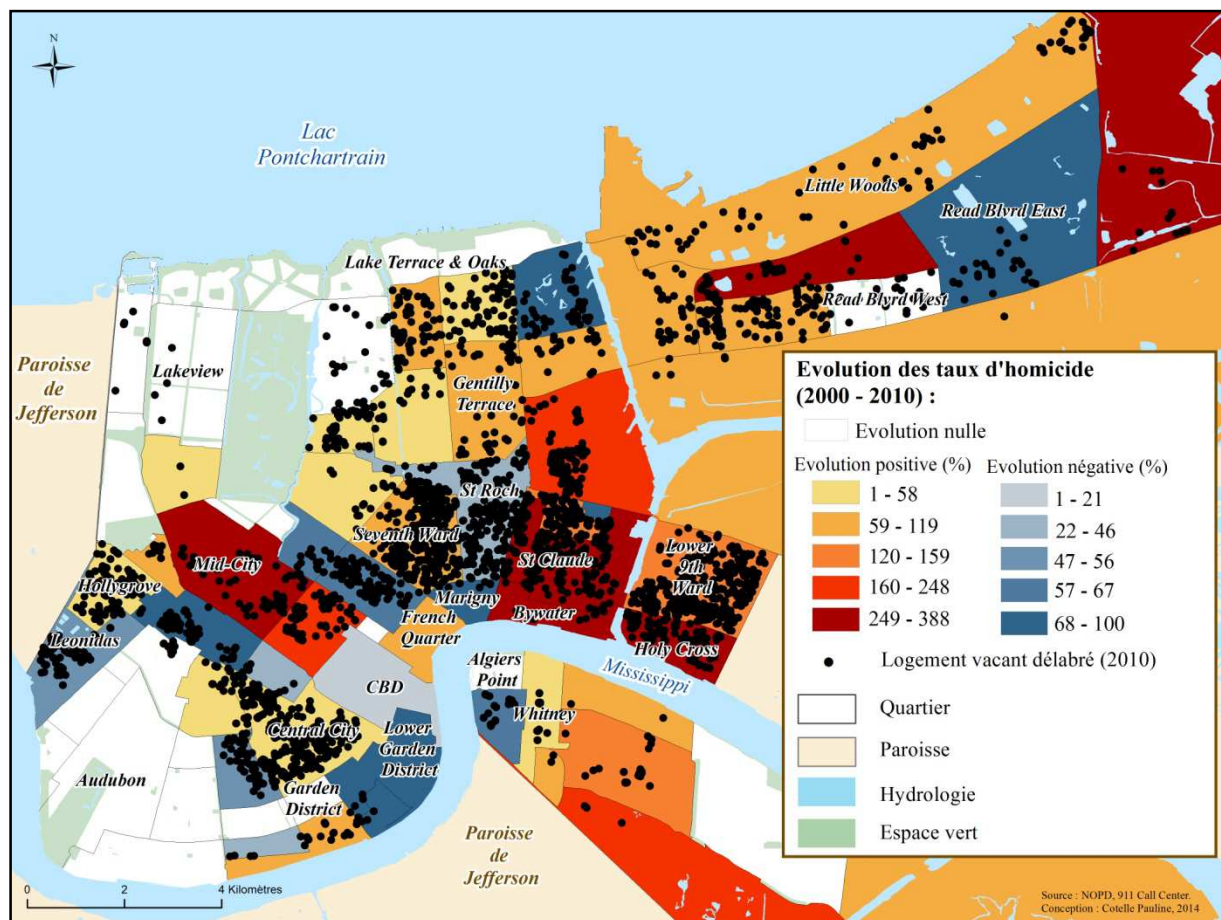 Lac
Pontchartrain
Little Woods
Read Blvrd East
Lake Terrace & Oaks
Read Blvrd West
Paroisse
de
Jefferson
Lakeview
Gentilly
Terrace
St Roch
Seventh Ward
Mid-City
St Claude
Lower
9th
Ward
Hollygrove
Marigny
Bywater
French
Quarter
Leonidas
Holy Cross
Algiers
Point
Mississippi
CBD
Whitney
Central City
Lower
Garden
District
Audubon
Garden
District
Paroisse
de
Jefferson
0 2 4 Kilomètres
Evolution des taux d'homicide
(2000 - 2010) :
Evolution nulle
Evolution positive (%)
1 - 58
59 - 119
120 - 159
160 - 248
249 - 388
Evolution négative (%)
1 - 21
22 - 46
47 - 56
57 - 67
68 - 100
Logement vacant délabré (2010)
Quartier
Paroisse
Hydrologie
Espace vert
Source : NOPD, 911 Call Center.
Conception : Cotelle Pauline, 2014